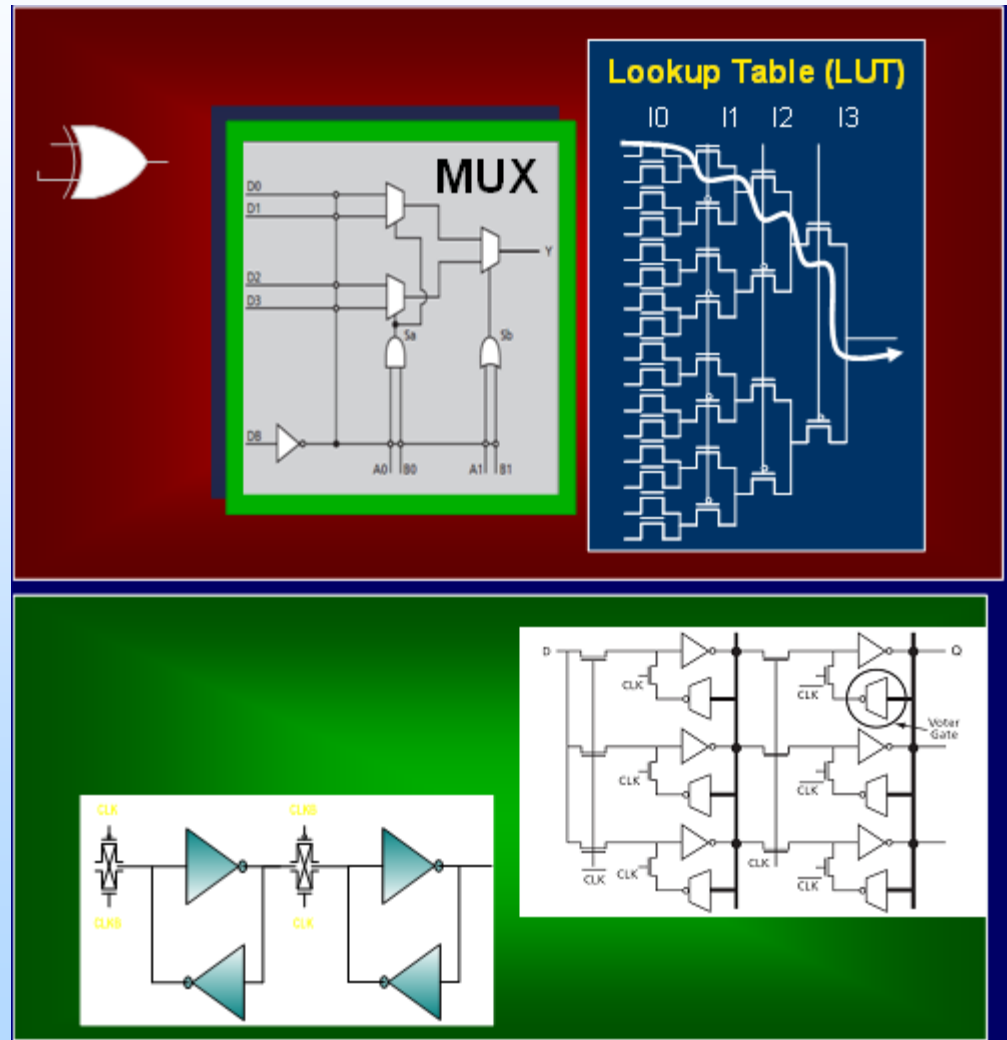 Lookup Table (LUT)
I0 I1 I2 I3
MUX
D0
D1
Y
D2
D3
Sa Sb
DB
A0 B0 A1 B1
D Q
CLK CLK
Voter
Gate
CLK CLK
CLK CLK CLK CLK
CLK CLKB
CLKB CLK